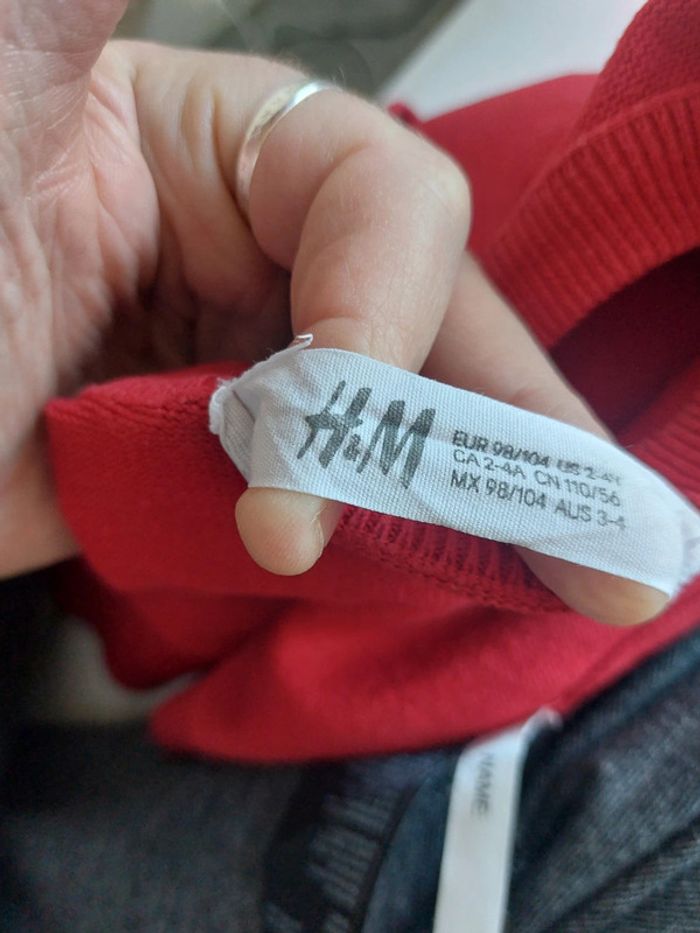 H&M
EUR 98/104 US 2-4Y
CA 2-4A CN 110/56
MX 98/104 AUS 3-4
NAME